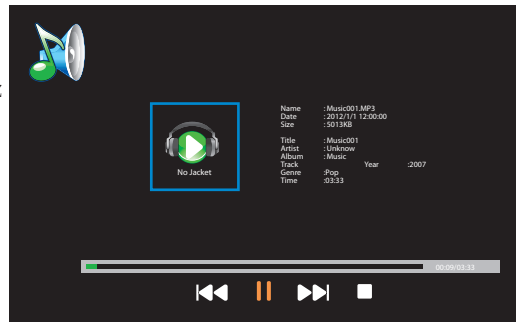 Name : Music001.MP3
Date : 2012/1/1 12:00:00
Size : 5013KB
Title : Music001
Artist : Unknow
Album : Music
Track Year :2007
Genre :Pop
Time :03:33
No Jacket
00:09/03:33